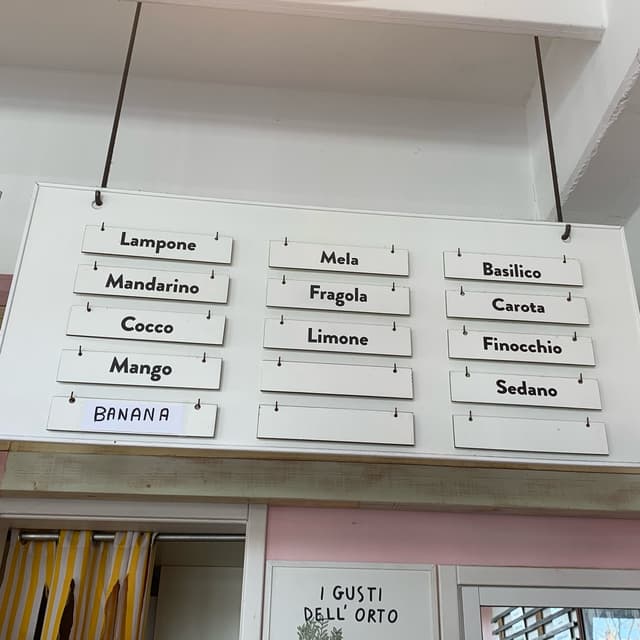 Lampone
Mandarino
Cocco
Mango
BANANA
Mela
Fragola
Limone
Basilico
Carota
Finocchio
Sedano
I GUSTI
DELL' ORTO